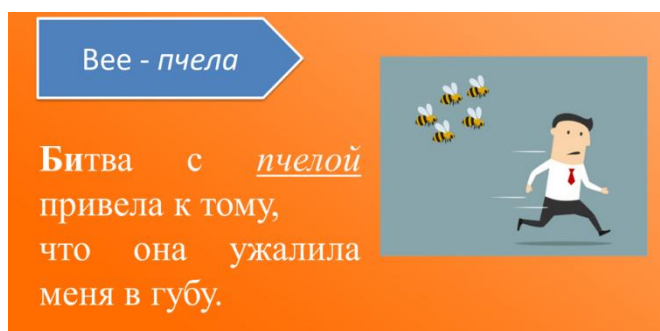 Bee - пчела
Битва с пчелой
привела к тому,
что она ужалила
меня в губу.